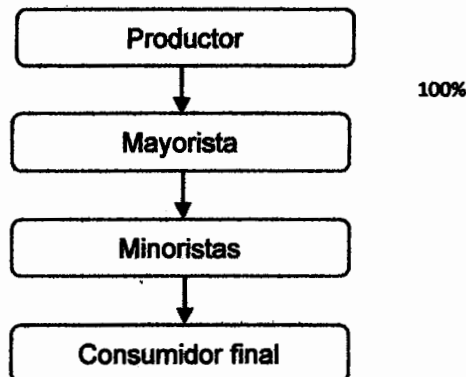 Productor
100%
Mayorista
Minoristas
Consumidor final